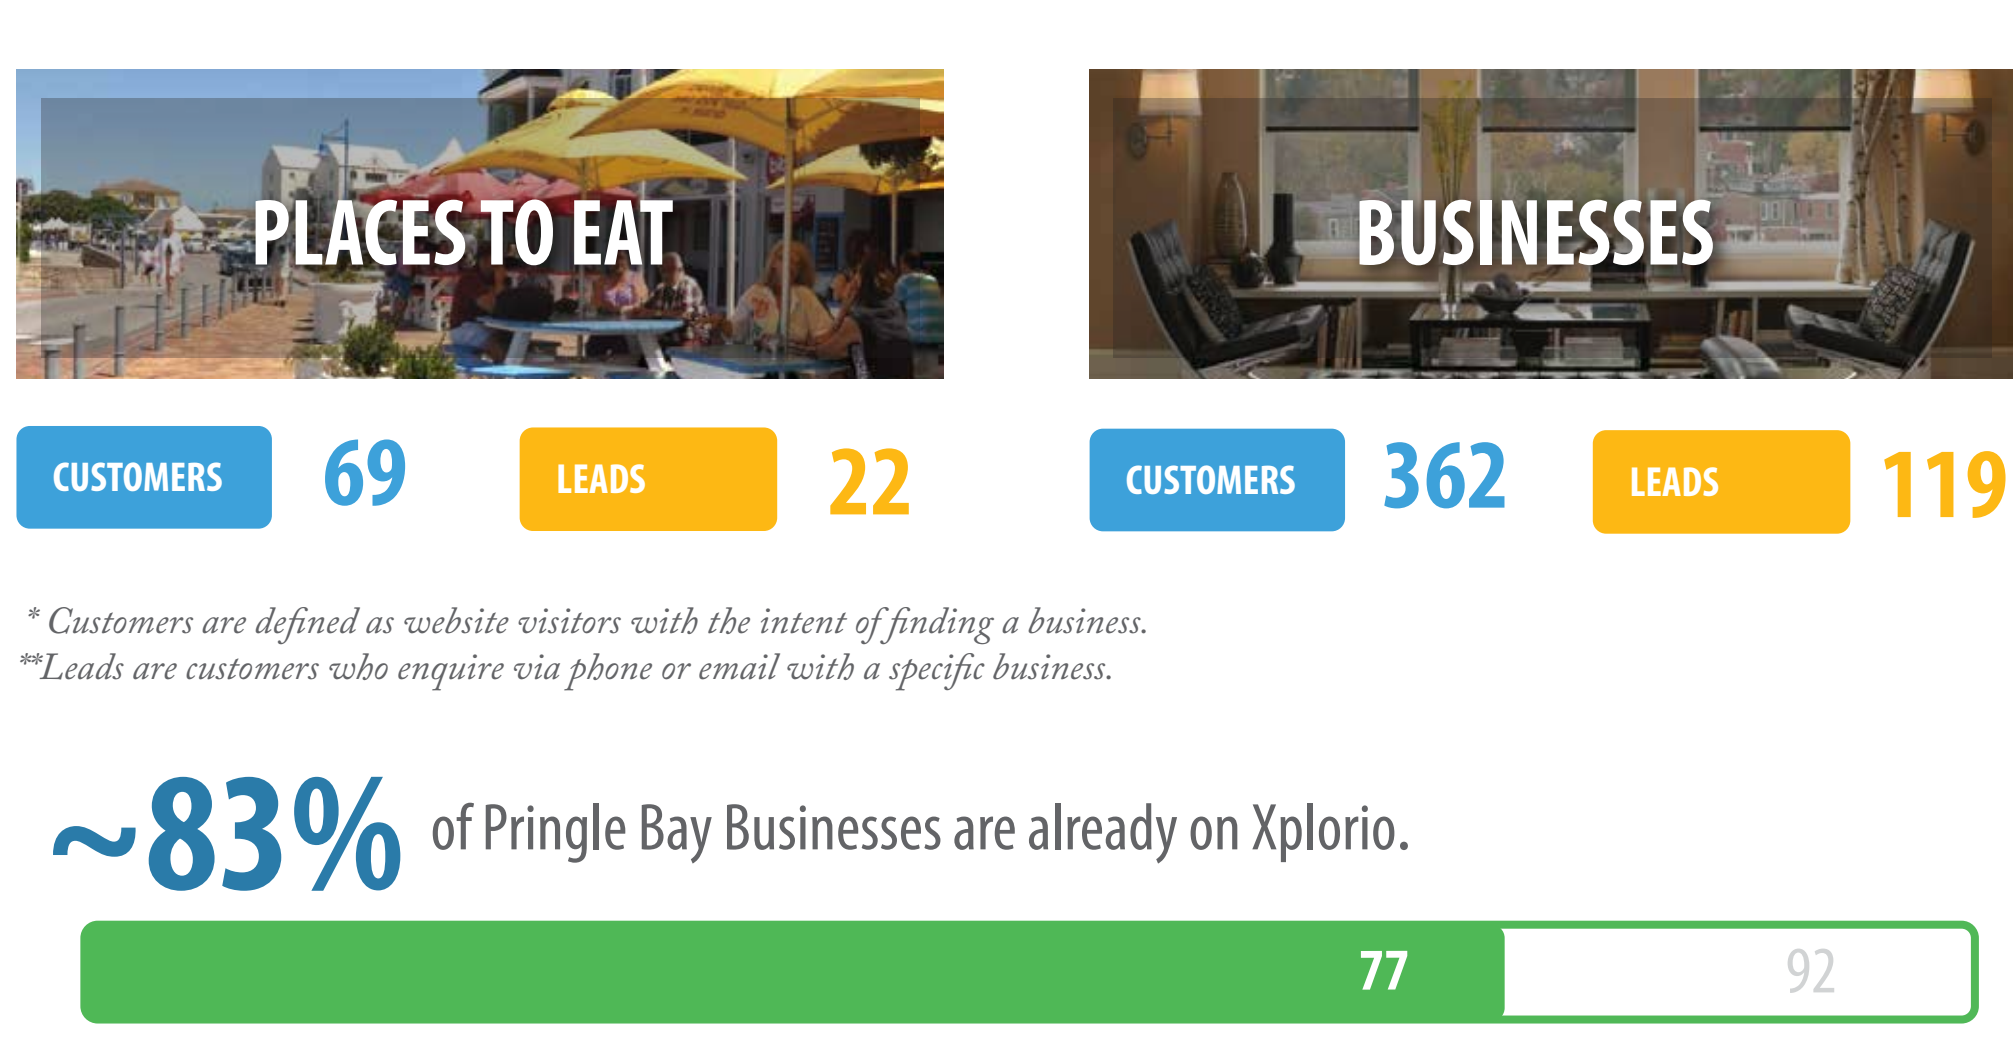 PLACES TO EAT
BUSINESSES
CUSTOMERS 69 LEADS 22
CUSTOMERS 362 LEADS 119
* Customers are defined as website visitors with the intent of finding a business.
**Leads are customers who enquire via phone or email with a specific business.
~83% of Pringle Bay Businesses are already on Xplorio.
77 92